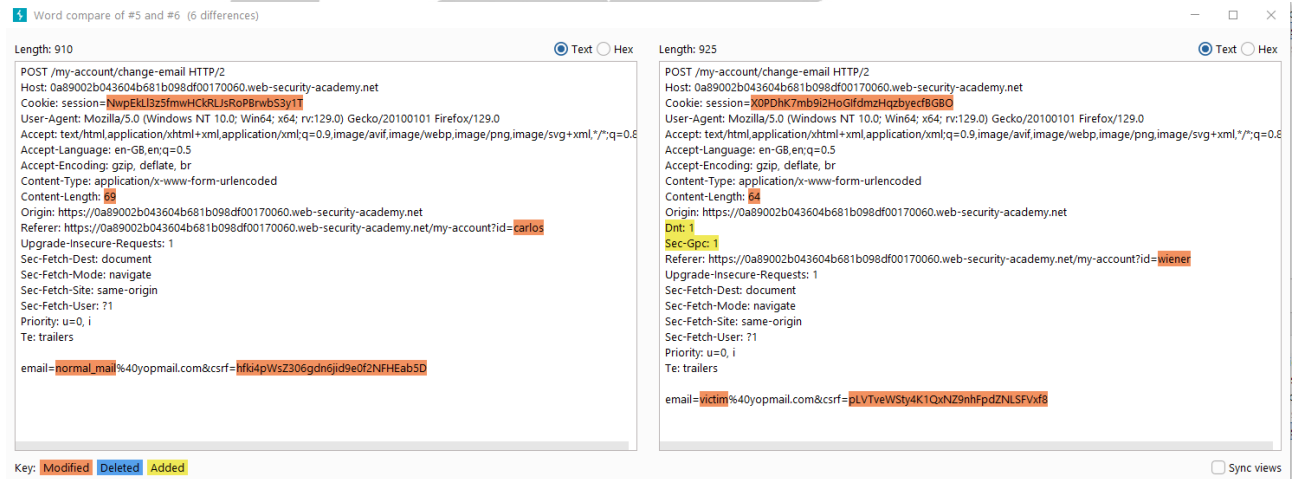 Word compare of #5 and #6 (6 differences)
Length: 910
Text Hex
POST /my-account/change-email HTTP/2
Host: 0a89002b043604b681b098df00170060.web-security-academy.net
Cookie: session=NwpEkLl3z5fmwHCkRLJsRoPBrwbS3y1T
User-Agent: Mozilla/5.0 (Windows NT 10.0; Win64; x64; rv:129.0) Gecko/20100101 Firefox/129.0
Accept: text/html,application/xhtml+xml,application/xml;q=0.9,image/avif,image/webp,image/png,image/svg+xml,*/*;q=0.8
Accept-Language: en-GB,en;q=0.5
Accept-Encoding: gzip, deflate, br
Content-Type: application/x-www-form-urlencoded
Content-Length: 69
Origin: https://0a89002b043604b681b098df00170060.web-security-academy.net
Referer: https://0a89002b043604b681b098df00170060.web-security-academy.net/my-account?id=carlos
Upgrade-Insecure-Requests: 1
Sec-Fetch-Dest: document
Sec-Fetch-Mode: navigate
Sec-Fetch-Site: same-origin
Sec-Fetch-User: ?1
Priority: u=0, i
Te: trailers
email=normal_mail%40yopmail.com&csrf=hfki4pWsZ306gdn6jid9e0f2NFHEab5D
Length: 925
Text Hex
POST /my-account/change-email HTTP/2
Host: 0a89002b043604b681b098df00170060.web-security-academy.net
Cookie: session=X0PDhK7mb9i2HoGlfdmzHqzbyecfBGBO
User-Agent: Mozilla/5.0 (Windows NT 10.0; Win64; x64; rv:129.0) Gecko/20100101 Firefox/129.0
Accept: text/html,application/xhtml+xml,application/xml;q=0.9,image/avif,image/webp,image/png,image/svg+xml,*/*;q=0.8
Accept-Language: en-GB,en;q=0.5
Accept-Encoding: gzip, deflate, br
Content-Type: application/x-www-form-urlencoded
Content-Length: 64
Origin: https://0a89002b043604b681b098df00170060.web-security-academy.net
Dnt: 1
Sec-Gpc: 1
Referer: https://0a89002b043604b681b098df00170060.web-security-academy.net/my-account?id=wiener
Upgrade-Insecure-Requests: 1
Sec-Fetch-Dest: document
Sec-Fetch-Mode: navigate
Sec-Fetch-Site: same-origin
Sec-Fetch-User: ?1
Priority: u=0, i
Te: trailers
email=victim%40yopmail.com&csrf=pLVTveWSty4K1QxNZ9nhFpdZNLSFVxf8
Key: Modified Deleted Added
Sync views